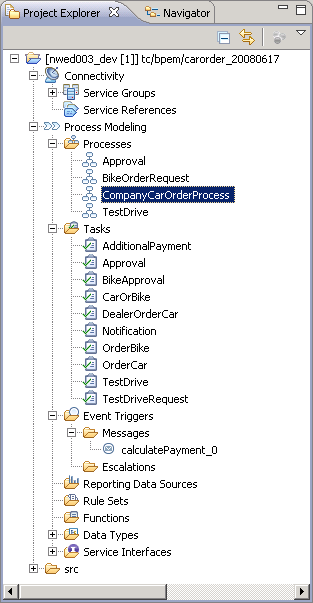 Project Explorer
Navigator
[nwed003_dev [1]] tc/bpem/carorder_20080617
Connectivity
Service Groups
Service References
Process Modeling
Processes
Approval
BikeOrderRequest
CompanyCarOrderProcess
TestDrive
Tasks
AdditionalPayment
Approval
BikeApproval
CarOrBike
DealerOrderCar
Notification
OrderBike
OrderCar
TestDrive
TestDriveRequest
Event Triggers
Messages
calculatePayment_0
Escalations
Reporting Data Sources
Rule Sets
Functions
Data Types
Service Interfaces
src